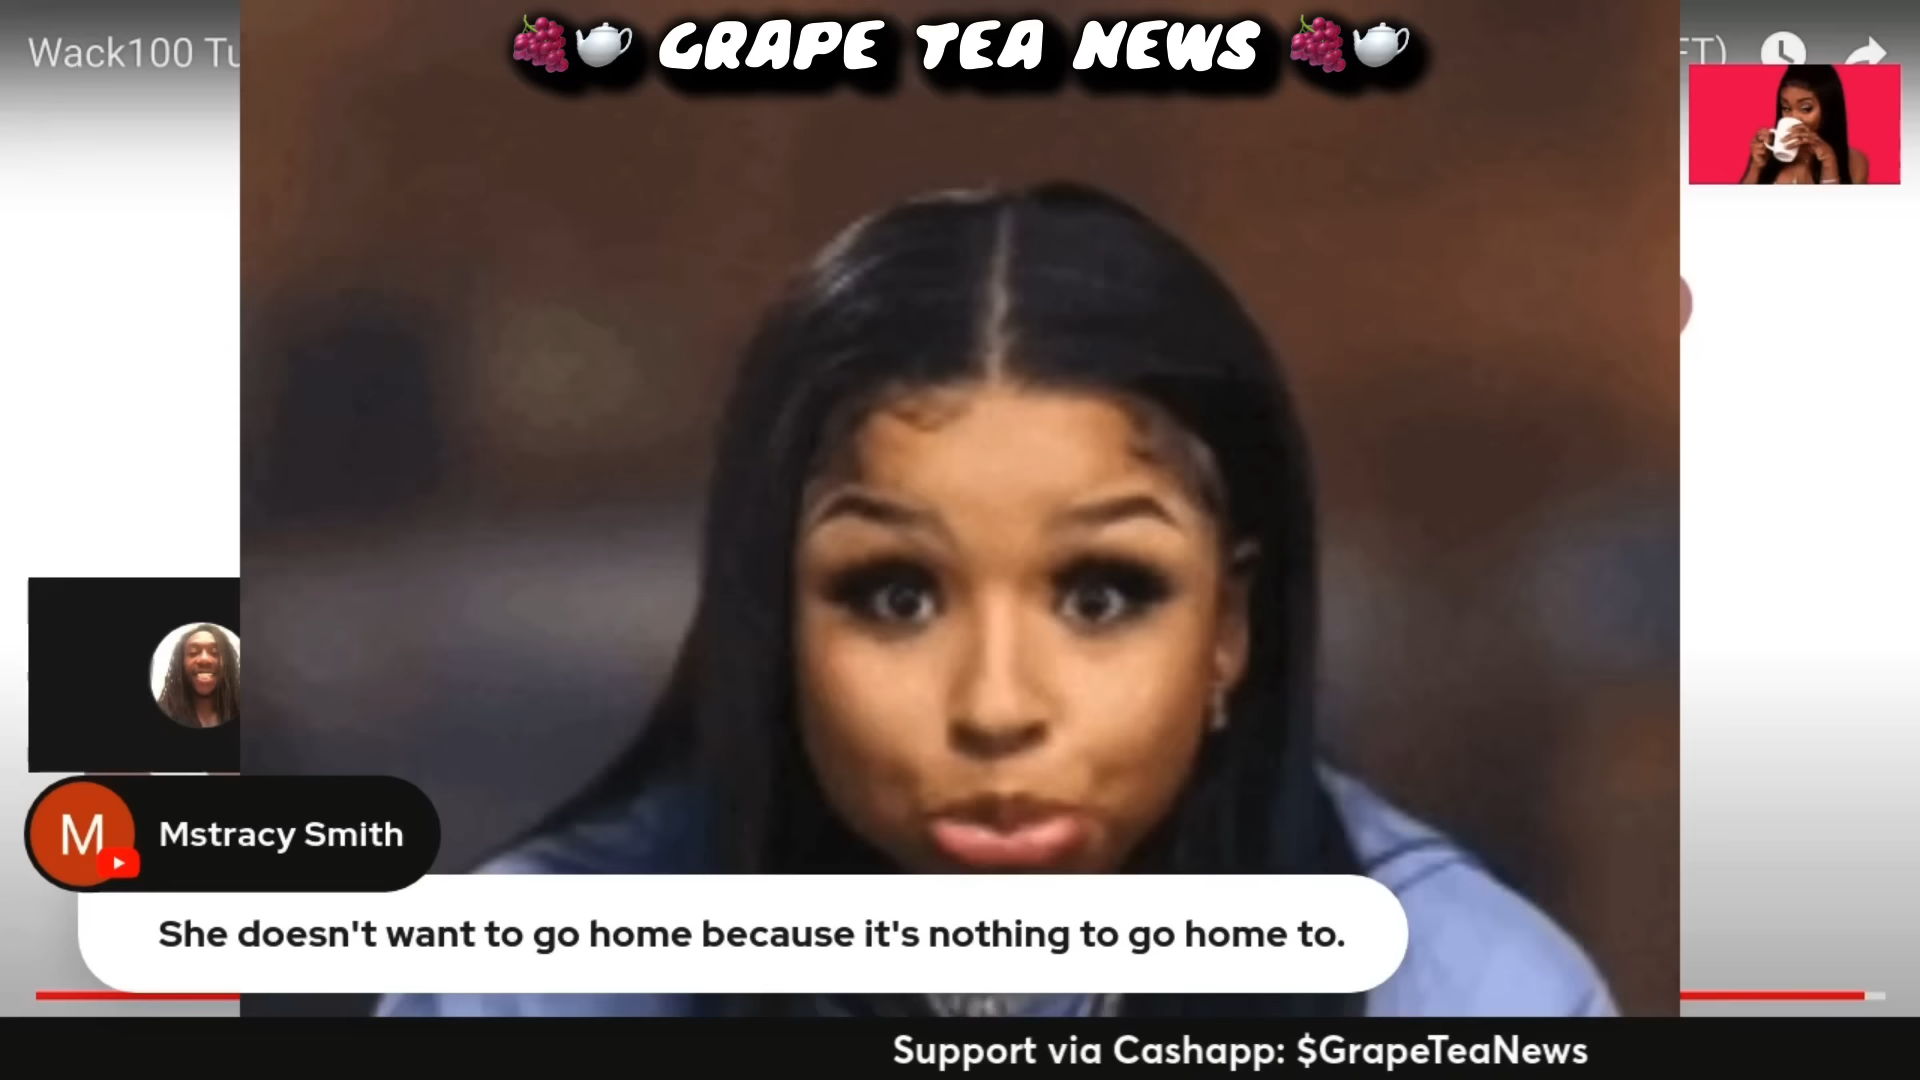 🍇🫖 GRAPE TEA NEWS 🍇🫖
Wack100 Tu
FT)
M
Mstracy Smith
She doesn't want to go home because it's nothing to go home to.
Support via Cashapp: $GrapeTeaNews